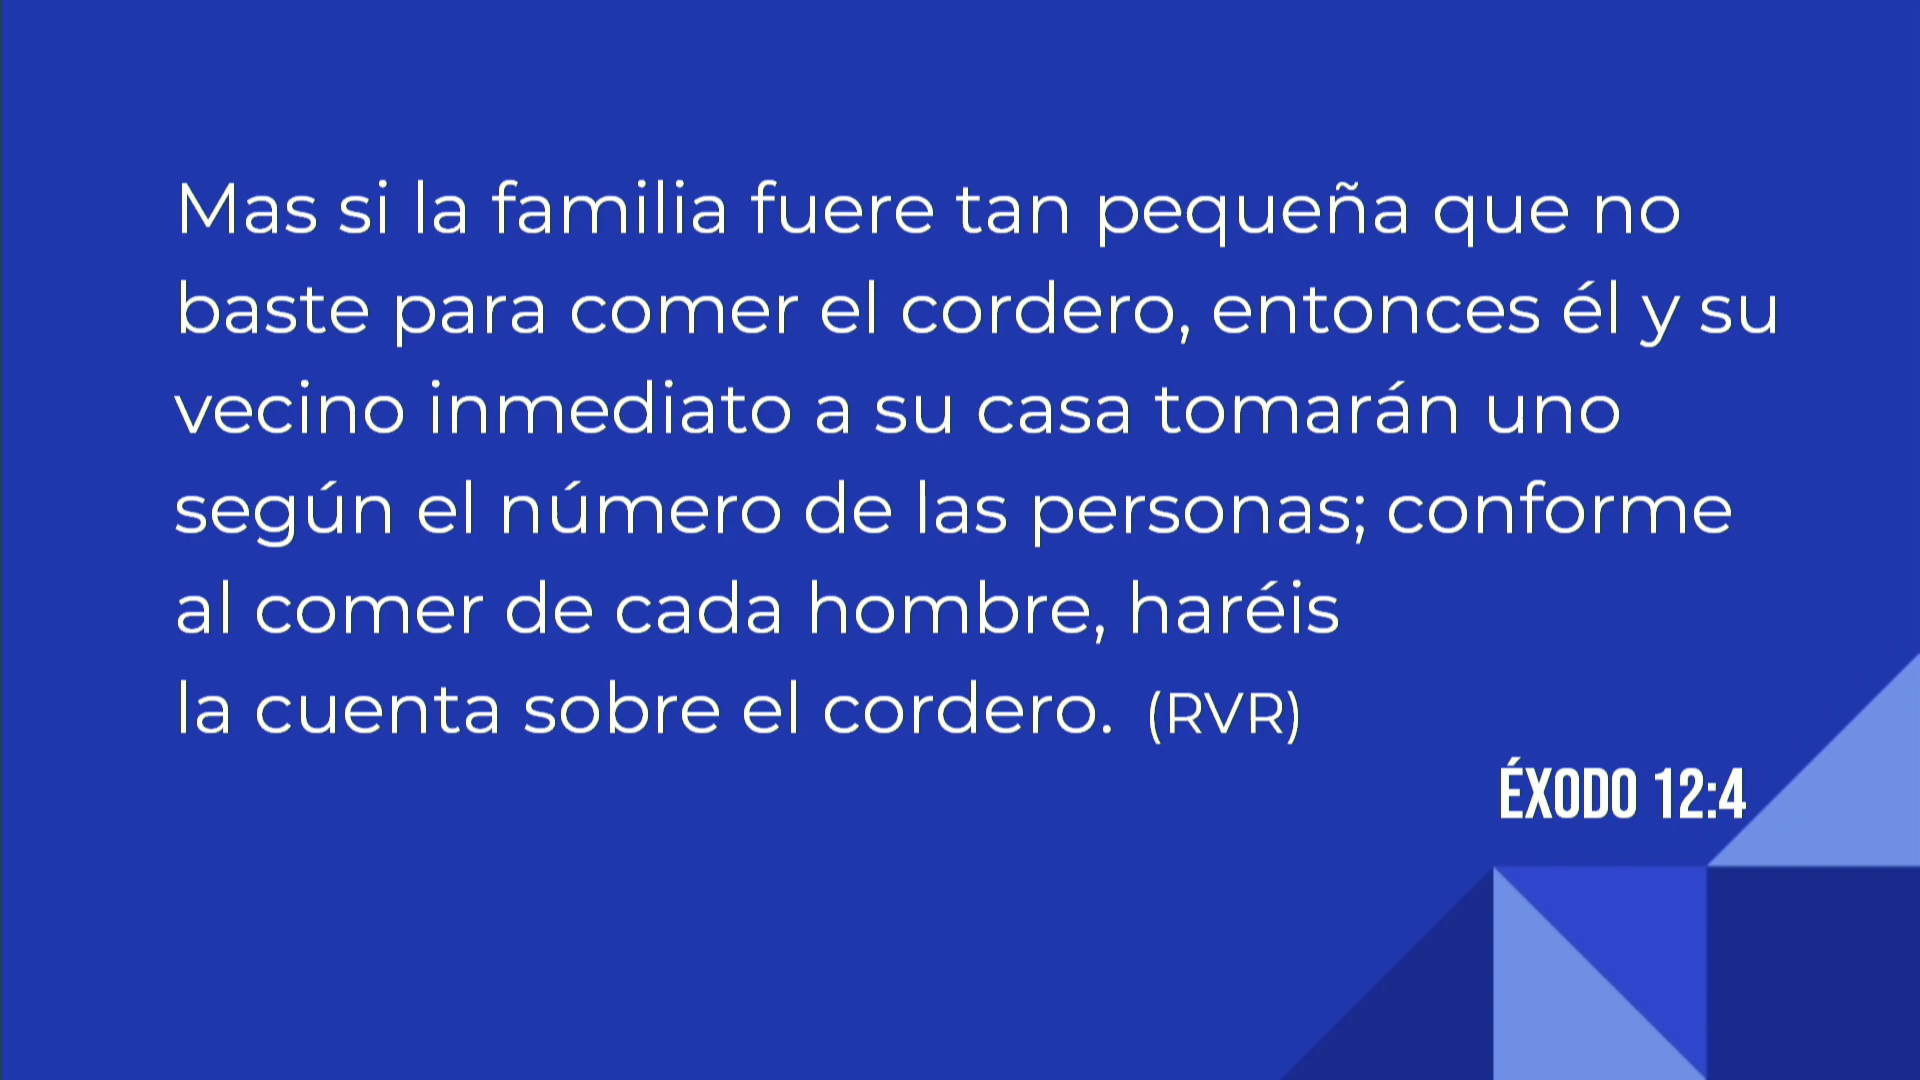 Mas si la familia fuere tan pequeña que no
baste para comer el cordero, entonces él y su
vecino inmediato a su casa tomarán uno
según el número de las personas; conforme
al comer de cada hombre, haréis
la cuenta sobre el cordero. (RVR)
ÉXODO 12:4